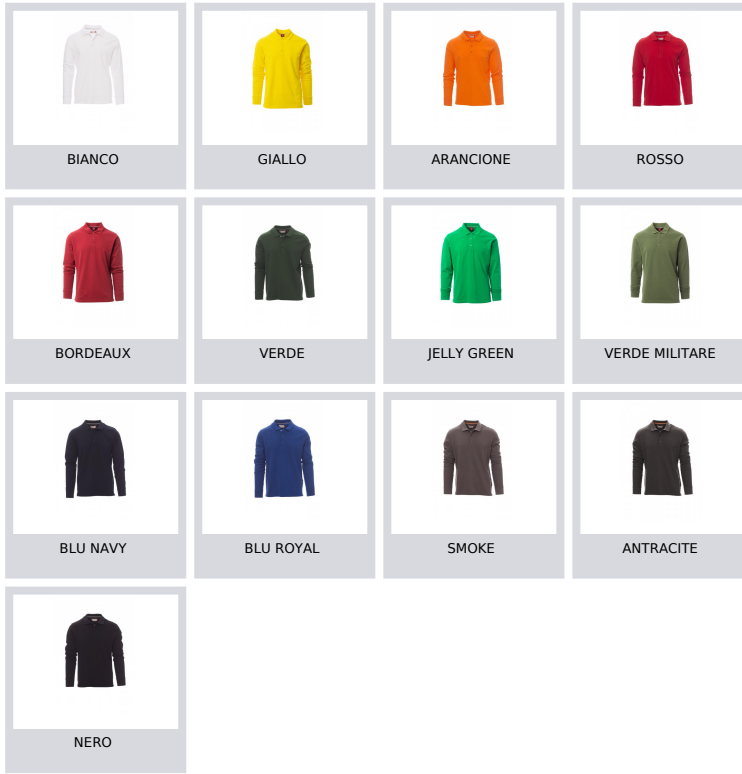 BIANCO
GIALLO
ARANCIONE
ROSSO
BORDEAUX
VERDE
JELLY GREEN
VERDE MILITARE
BLU NAVY
BLU ROYAL
SMOKE
ANTRACITE
NERO